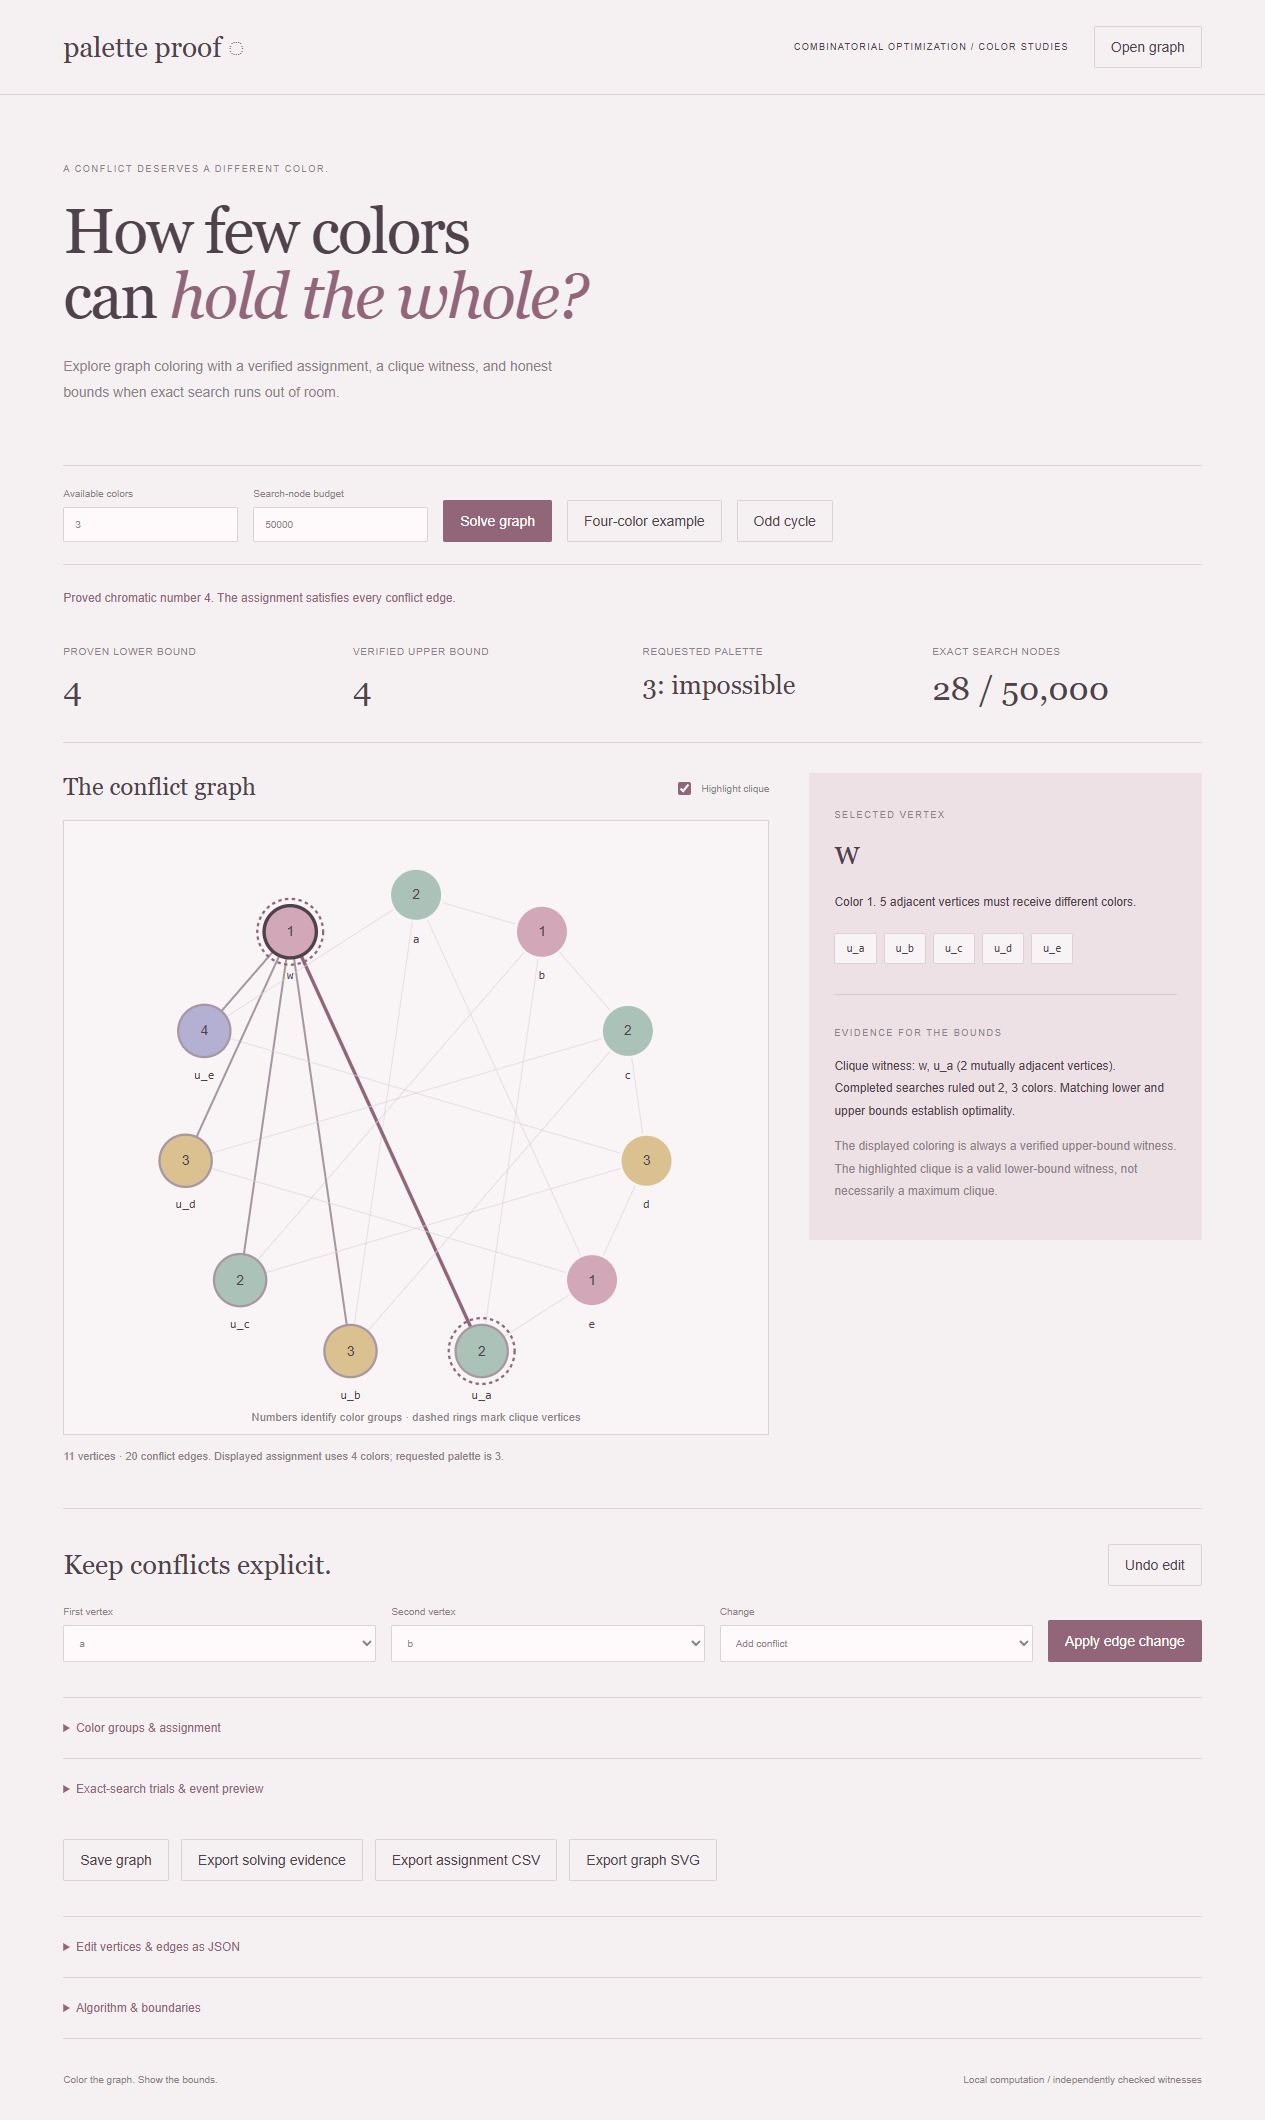 palette proof
COMBINATORIAL OPTIMIZATION / COLOR STUDIES
Open graph
A CONFLICT DESERVES A DIFFERENT COLOR.
How few colors
can hold the whole?
Explore graph coloring with a verified assignment, a clique witness, and honest
bounds when exact search runs out of room.
Available colors
Search-node budget
3
50000
Solve graph
Four-color example
Odd cycle
Proved chromatic number 4. The assignment satisfies every conflict edge.
PROVEN LOWER BOUND
4
VERIFIED UPPER BOUND
4
REQUESTED PALETTE
3: impossible
EXACT SEARCH NODES
28 / 50,000
The conflict graph
Highlight clique
2
a
1
w
1
b
4
u_e
2
c
3
u_d
3
d
2
u_c
1
e
3
u_b
2
u_a
Numbers identify color groups · dashed rings mark clique vertices
11 vertices · 20 conflict edges. Displayed assignment uses 4 colors; requested palette is 3.
SELECTED VERTEX
w
Color 1. 5 adjacent vertices must receive different colors.
u_a
u_b
u_c
u_d
u_e
EVIDENCE FOR THE BOUNDS
Clique witness: w, u_a (2 mutually adjacent vertices).
Completed searches ruled out 2, 3 colors. Matching lower and
upper bounds establish optimality.
The displayed coloring is always a verified upper-bound witness.
The highlighted clique is a valid lower-bound witness, not
necessarily a maximum clique.
Keep conflicts explicit.
Undo edit
First vertex
Second vertex
Change
a
b
Add conflict
Apply edge change
Color groups & assignment
Exact-search trials & event preview
Save graph
Export solving evidence
Export assignment CSV
Export graph SVG
Edit vertices & edges as JSON
Algorithm & boundaries
Color the graph. Show the bounds.
Local computation / independently checked witnesses